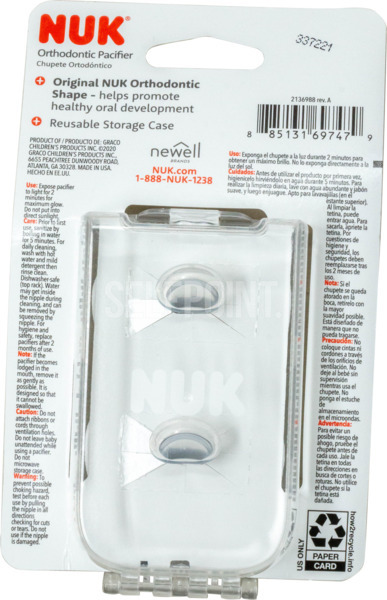 NUK®
Orthodontic Pacifier
Chupete Ortodóntico
Original NUK Orthodontic
Shape – helps promote
healthy oral development
Reusable Storage Case
337221
2136988 rev. A
8 85131 69747 9
PRODUCT OF / PRODUCTO DE: GRACO
CHILDREN'S PRODUCTS INC. ©2020
GRACO CHILDREN'S PRODUCTS INC.
6655 PEACHTREE DUNWOODY ROAD,
ATLANTA, GA 30328. MADE IN USA.
HECHO EN EE.UU.
newell
BRANDS
NUK.com
1-888-NUK-1238
Use: Expose pacifier
to light for 2
minutes for
maximum glow.
Do not put into
direct sunlight.
Care: Prior to first
use, sanitize by
boiling in water
for 5 minutes. For
daily cleaning,
wash with hot
water and mild
detergent then
rinse clean.
Dishwasher safe
(top rack). Water
may get inside
the nipple during
cleaning, and can
be removed by
squeezing the
nipple. For
hygiene and
safety, replace
pacifiers after 2
months of use.
Note: If the
pacifier becomes
lodged in the
mouth, remove it
as gently as
possible. It is
designed so that
it cannot be
swallowed.
Caution: Do not
attach ribbons or
cords through
ventilation holes.
Do not leave baby
unattended while
using a pacifier.
Do not
microwave
storage case.
Warning: To
prevent possible
choking hazard,
test before each
use by pulling in
all directions,
checking for cuts
or tears. Do not
use if the nipple
is damaged.
Uso: Exponga el chupete a la luz durante 2 minutos para
obtener un máximo brillo. No lo exponga directamente a
la luz del sol.
Cuidados: Antes de utilizar el producto por primera vez,
higienícelo hirviéndolo en agua durante 5 minutos. Para
realizar la limpieza diaria, lave con agua abundante y jabón
suave, y luego enjuague. Apto para lavavajillas (en el
estante superior).
Al limpiar la
tetina, puede
entrar agua. Para
sacarla, apriete la
tetina. Por
cuestiones de
higiene y
seguridad, los
chupetes deben
reemplazarse tras
los 2 meses de
uso.
Nota: Si el
chupete se queda
atorado en la
boca, retírelo
con la mayor
suavidad posible.
Está diseñado de
manera que no
pueda tragarse.
Precaución: No
coloque cintas ni
cordones a través
de los orificios de
ventilación. No
deje al bebé sin
supervisión
mientras usa el
chupete. No
ponga el estuche
de
almacenamiento
en el microondas.
Advertencia:
Para evitar un
posible riesgo de
ahogo, pruebe el
chupete antes de
cada uso. Jale la
tetina en todas
las direcciones
en busca de cortes o
roturas. No
utilice el chupete si la
tetina está
dañada.
SHOPPOINT
NUK
US ONLY
PAPER
CARD
how2recycle.info